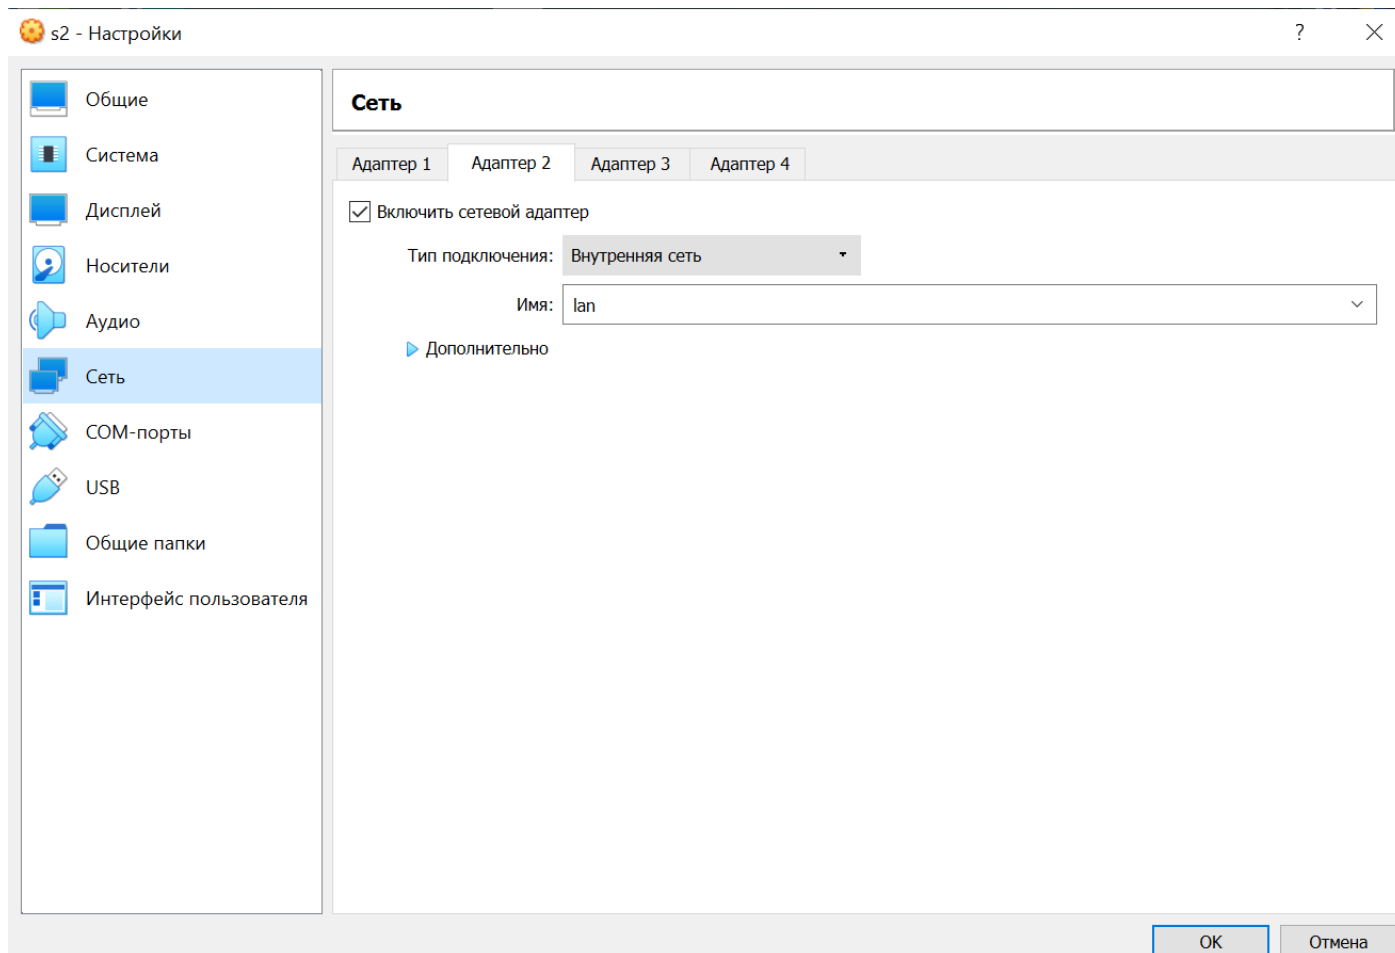 s2 - Настройки
?
Общие
Система
Дисплей
Носители
Аудио
Сеть
COM-порты
USB
Общие папки
Интерфейс пользователя
Сеть
Адаптер 1 Адаптер 2 Адаптер 3 Адаптер 4
Включить сетевой адаптер
Тип подключения: Внутренняя сеть
Имя: lan
Дополнительно
OK Отмена